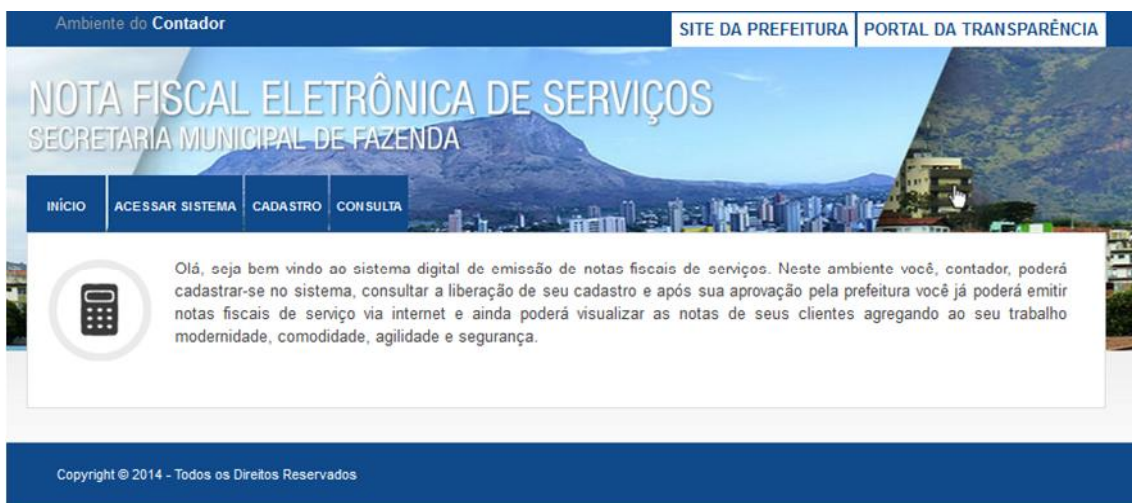 Ambiente do Contador
SITE DA PREFEITURA
PORTAL DA TRANSPARÊNCIA
NOTA FISCAL ELETRÔNICA DE SERVIÇOS
SECRETARIA MUNICIPAL DE FAZENDA
INÍCIO
ACESSAR SISTEMA
CADASTRO
CONSULTA
Olá, seja bem vindo ao sistema digital de emissão de notas fiscais de serviços. Neste ambiente você, contador, poderá
cadastrar-se no sistema, consultar a liberação de seu cadastro e após sua aprovação pela prefeitura você já poderá emitir
notas fiscais de serviço via internet e ainda poderá visualizar as notas de seus clientes agregando ao seu trabalho
modernidade, comodidade, agilidade e segurança.
Copyright © 2014 - Todos os Direitos Reservados